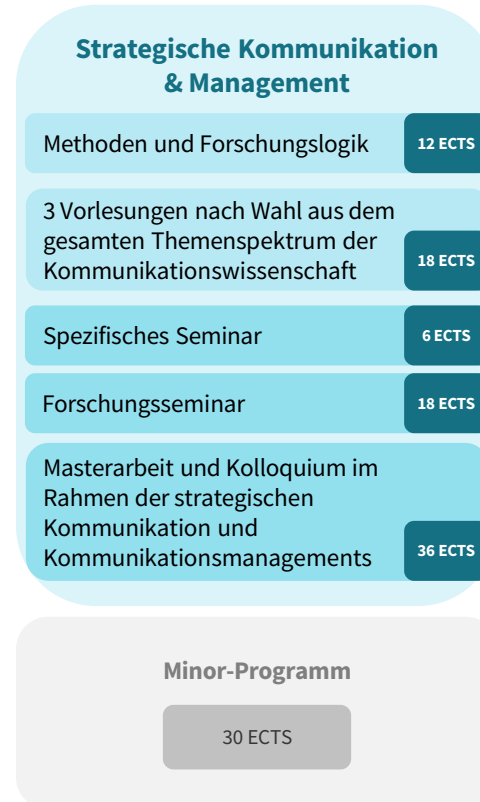 Strategische Kommunikation
& Management
Methoden und Forschungslogik
12 ECTS
3 Vorlesungen nach Wahl aus dem
gesamten Themenspektrum der
Kommunikationswissenschaft
18 ECTS
Spezifisches Seminar
6 ECTS
Forschungsseminar
18 ECTS
Masterarbeit und Kolloquium im
Rahmen der strategischen
Kommunikation und
Kommunikationsmanagements
36 ECTS
Minor-Programm
30 ECTS